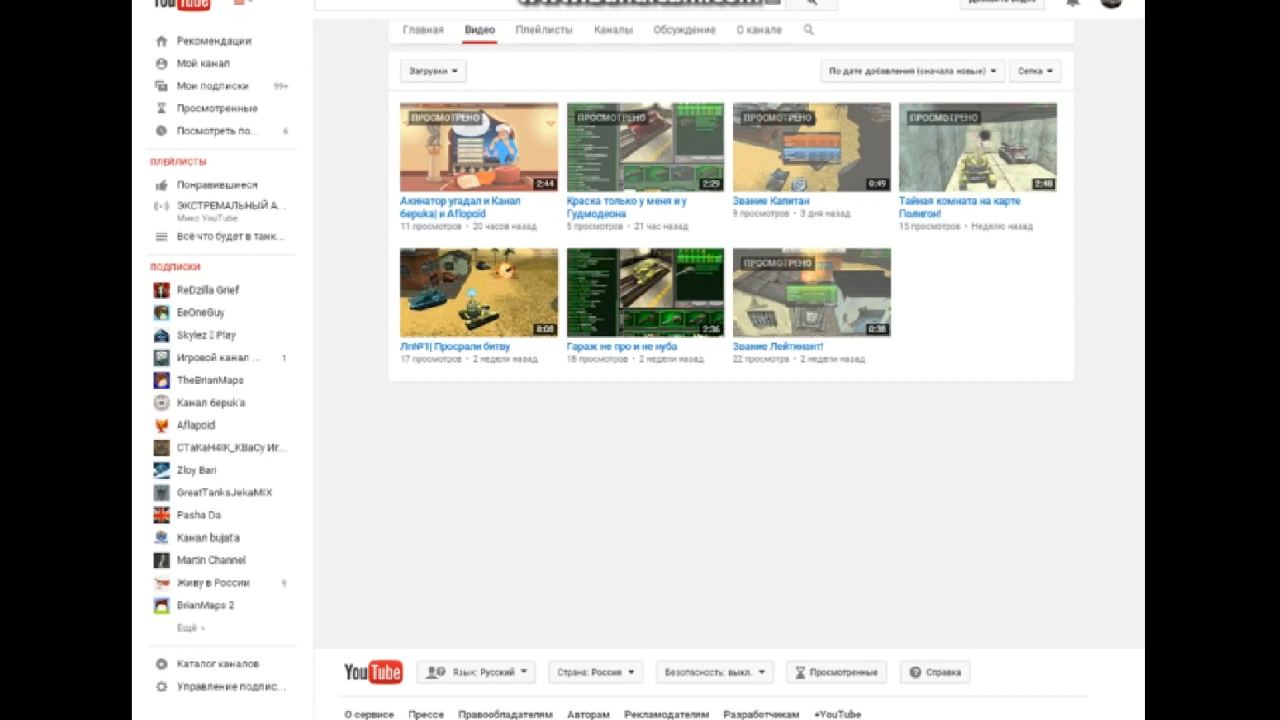 YouTube
Главная Видео Плейлисты Каналы Обсуждение О канале
Загрузки По дате добавления (сначала новые) Сетка
ПРОСМОТРЕНО ПРОСМОТРЕНО ПРОСМОТРЕНО ПРОСМОТРЕНО
2:44 2:29 0:49 2:48
Акинатор угадал и Канал
беpuka| и Aflopoid
11 просмотров • 20 часов назад
Краска только у меня и у
Гудмодеона
5 просмотров • 21 час назад
Звание Капитан
9 просмотров • 3 дня назад
Тайная комната на карте
Полигон!
15 просмотров • Неделю назад
ПРОСМОТРЕНО
8:08 2:36 0:38
Лп№1| Просрали битву
17 просмотров • 2 недели назад
Гараж не про и не нуба
18 просмотров • 2 недели назад
Звание Лейтинант!
22 просмотра • 2 недели назад
Рекомендации
Мой канал
Мои подписки 99+
Просмотренные
Посмотреть по... 6
ПЛЕЙЛИСТЫ
Понравившиеся
ЭКСТРЕМАЛЬНЫЙ А...
Микс YouTube
Всё что будет в танк...
ПОДПИСКИ
ReDzilla Grief
EeOneGuy
Skylez Play
Игровой канал ... 1
TheBrianMaps
Канал беpuk'a
Aflapoid
CTaKaH4IK_KBaCy Иг...
Zloy Bari
GreatTanksJekaMIX
Pasha Da
Канал bujat'a
Martin Channel
Живу в России 9
BrianMaps 2
Ещё
Каталог каналов
Управление подпис...
YouTube Язык: Русский Страна: Россия Безопасность: выкл. Просмотренные Справка
О сервисе Прессе Правообладателям Авторам Рекламодателям Разработчикам +YouTube